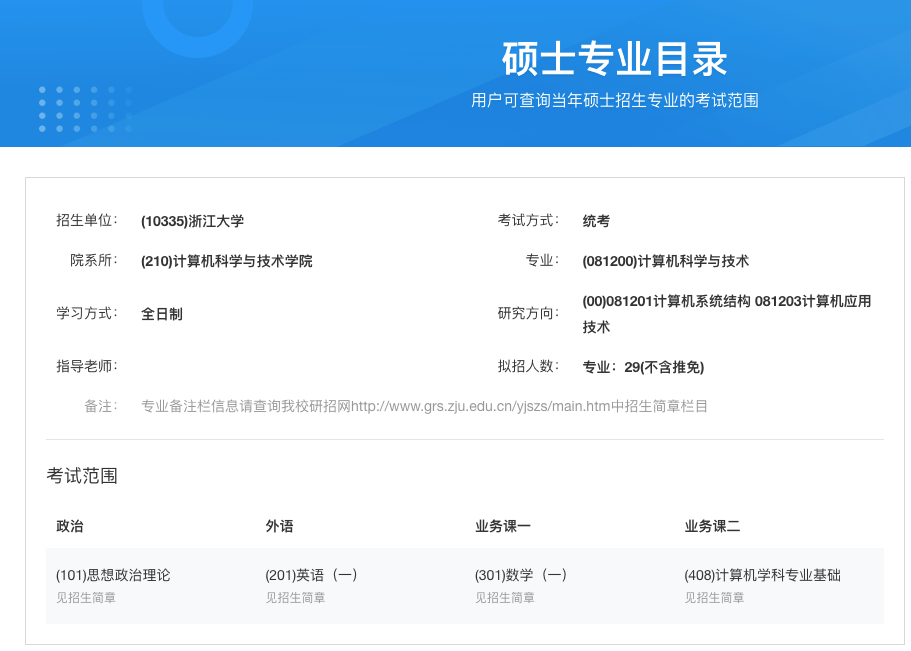 硕士专业目录
用户可查询当年硕士招生专业的考试范围
招生单位： (10335)浙江大学
考试方式： 统考
院系所： (210)计算机科学与技术学院
专业： (081200)计算机科学与技术
学习方式： 全日制
研究方向： (00)081201计算机系统结构 081203计算机应用
技术
指导老师：
拟招人数： 专业：29(不含推免)
备注： 专业备注栏信息请查询我校研招网http://www.grs.zju.edu.cn/yjszs/main.htm中招生简章栏目
考试范围
政治 外语 业务课一 业务课二
(101)思想政治理论 (201)英语（一） (301)数学（一） (408)计算机学科专业基础
见招生简章 见招生简章 见招生简章 见招生简章